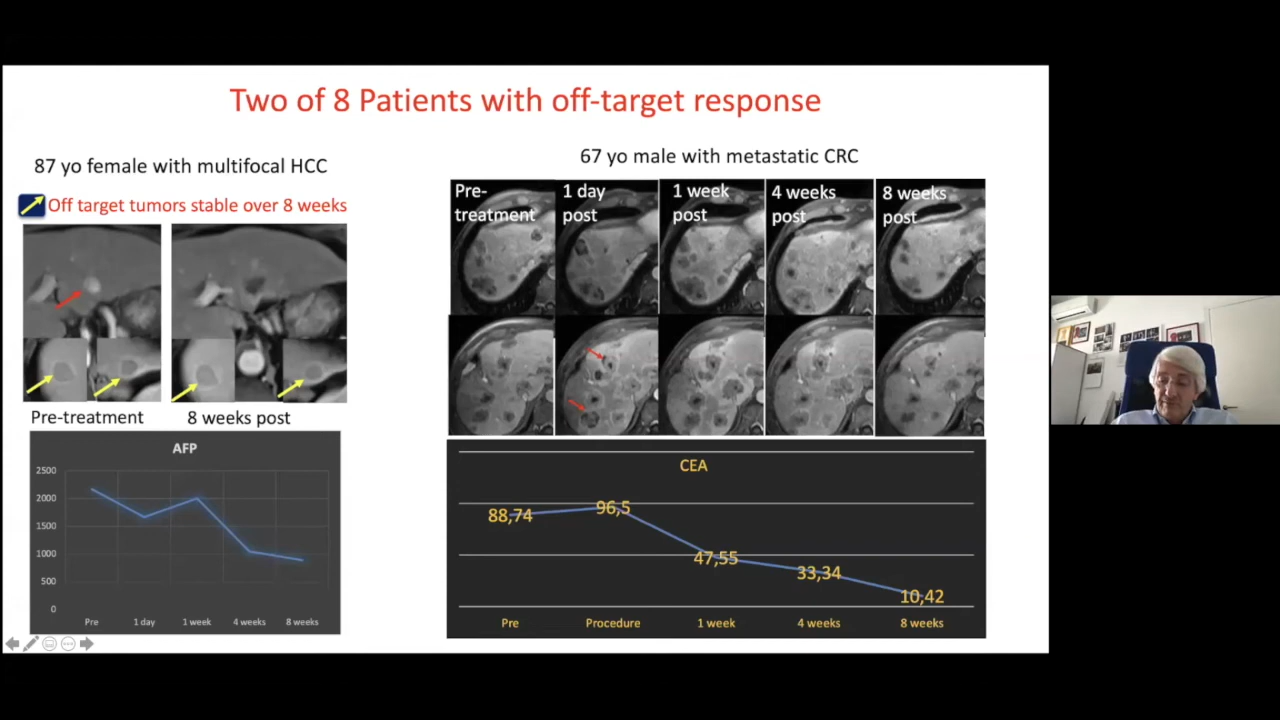 Two of 8 Patients with off-target response
87 yo female with multifocal HCC
Off target tumors stable over 8 weeks
Pre-treatment
8 weeks post
AFP
2500
2000
1500
1000
500
0
Pre
1 day
1 week
4 weeks
8 weeks
67 yo male with metastatic CRC
Pre-
treatment
1 day
post
1 week
post
4 weeks
post
8 weeks
post
CEA
88,74
96,5
47,55
33,34
10,42
Pre
Procedure
1 week
4 weeks
8 weeks